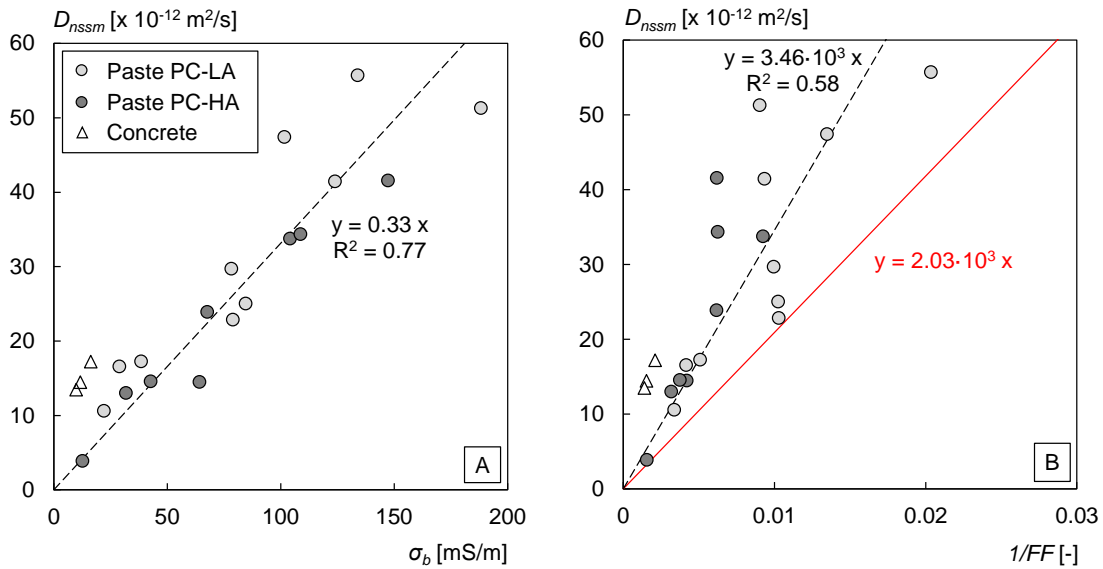 D_nssm [x 10⁻¹² m²/s]
60
50
40
30
20
10
0
Paste PC-LA
Paste PC-HA
Concrete
y = 0.33 x
R² = 0.77
A
0
50
100
150
200
σ_b [mS/m]
D_nssm [x 10⁻¹² m²/s]
60
50
40
30
20
10
0
y = 3.46·10³ x
R² = 0.58
y = 2.03·10³ x
B
0
0.01
0.02
0.03
1/FF [-]